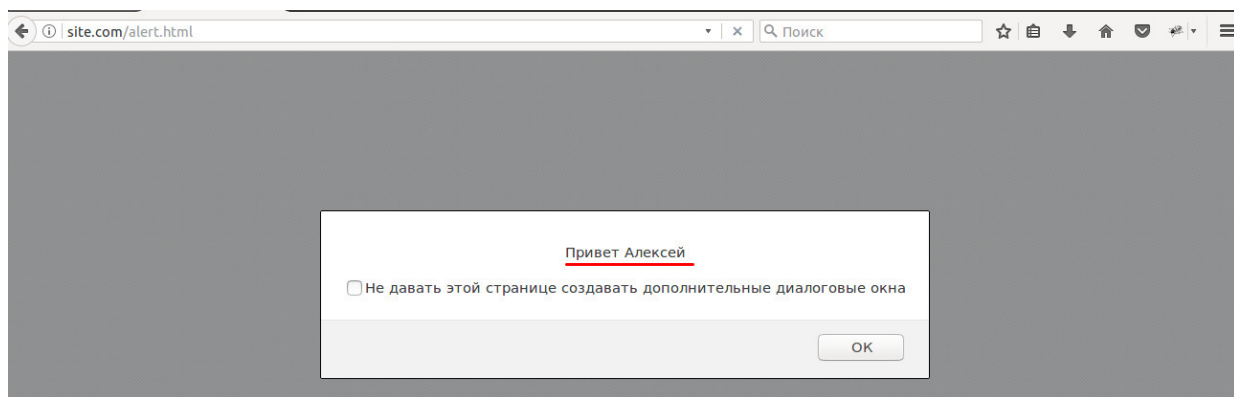 site.com/alert.html
Поиск
Привет Алексей
Не давать этой странице создавать дополнительные диалоговые окна
OK